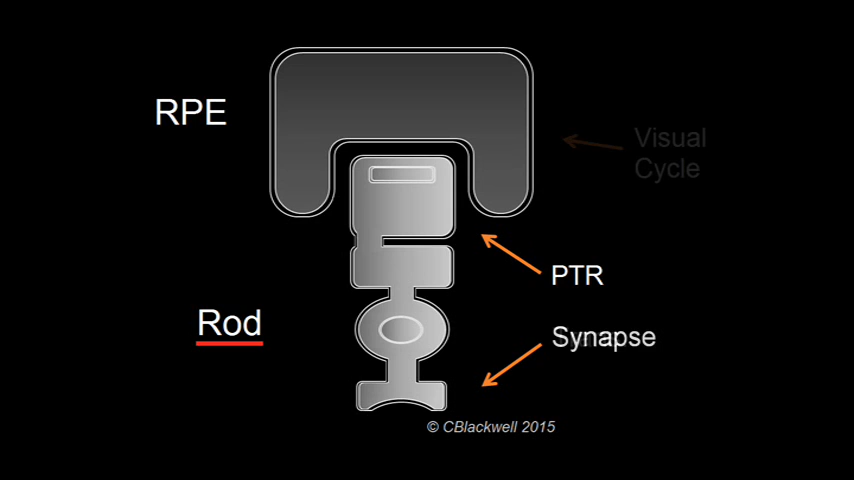 RPE
Visual
Cycle
PTR
Rod
Synapse
© CBlackwell 2015